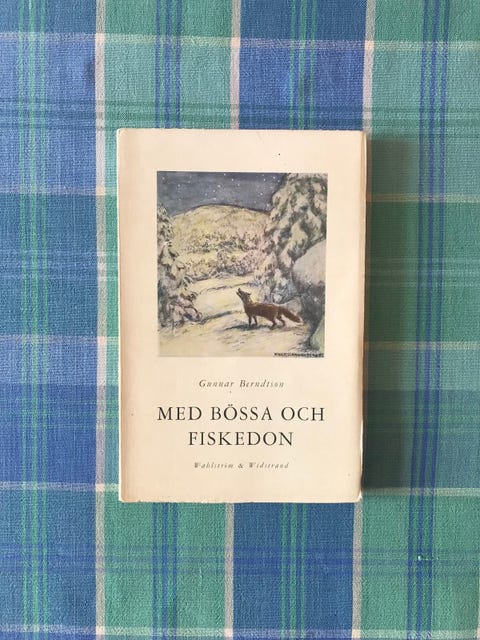 Gunnar Berndtson
MED BÖSSA OCH
FISKEDON
Wahlström & Widstrand